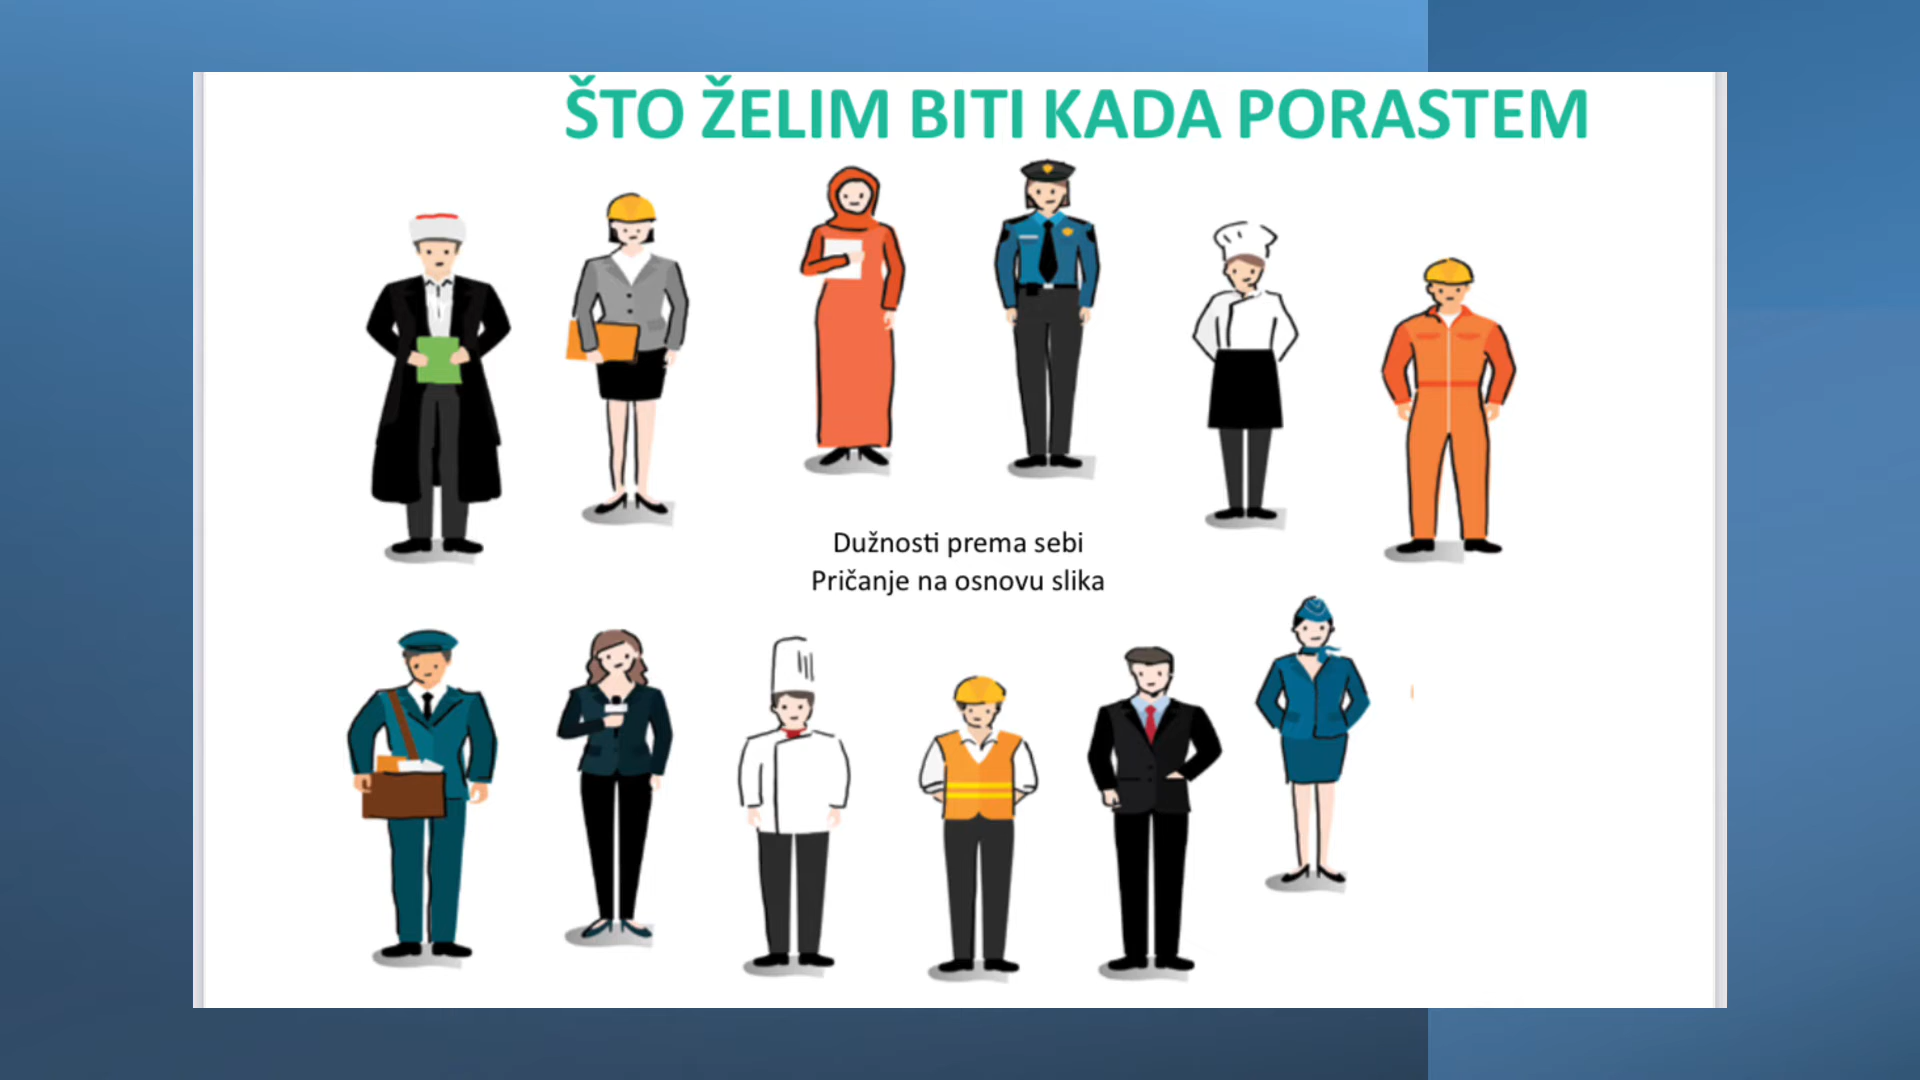 ŠTO ŽELIM BITI KADA PORASTEM
Dužnosti prema sebi
Pričanje na osnovu slika